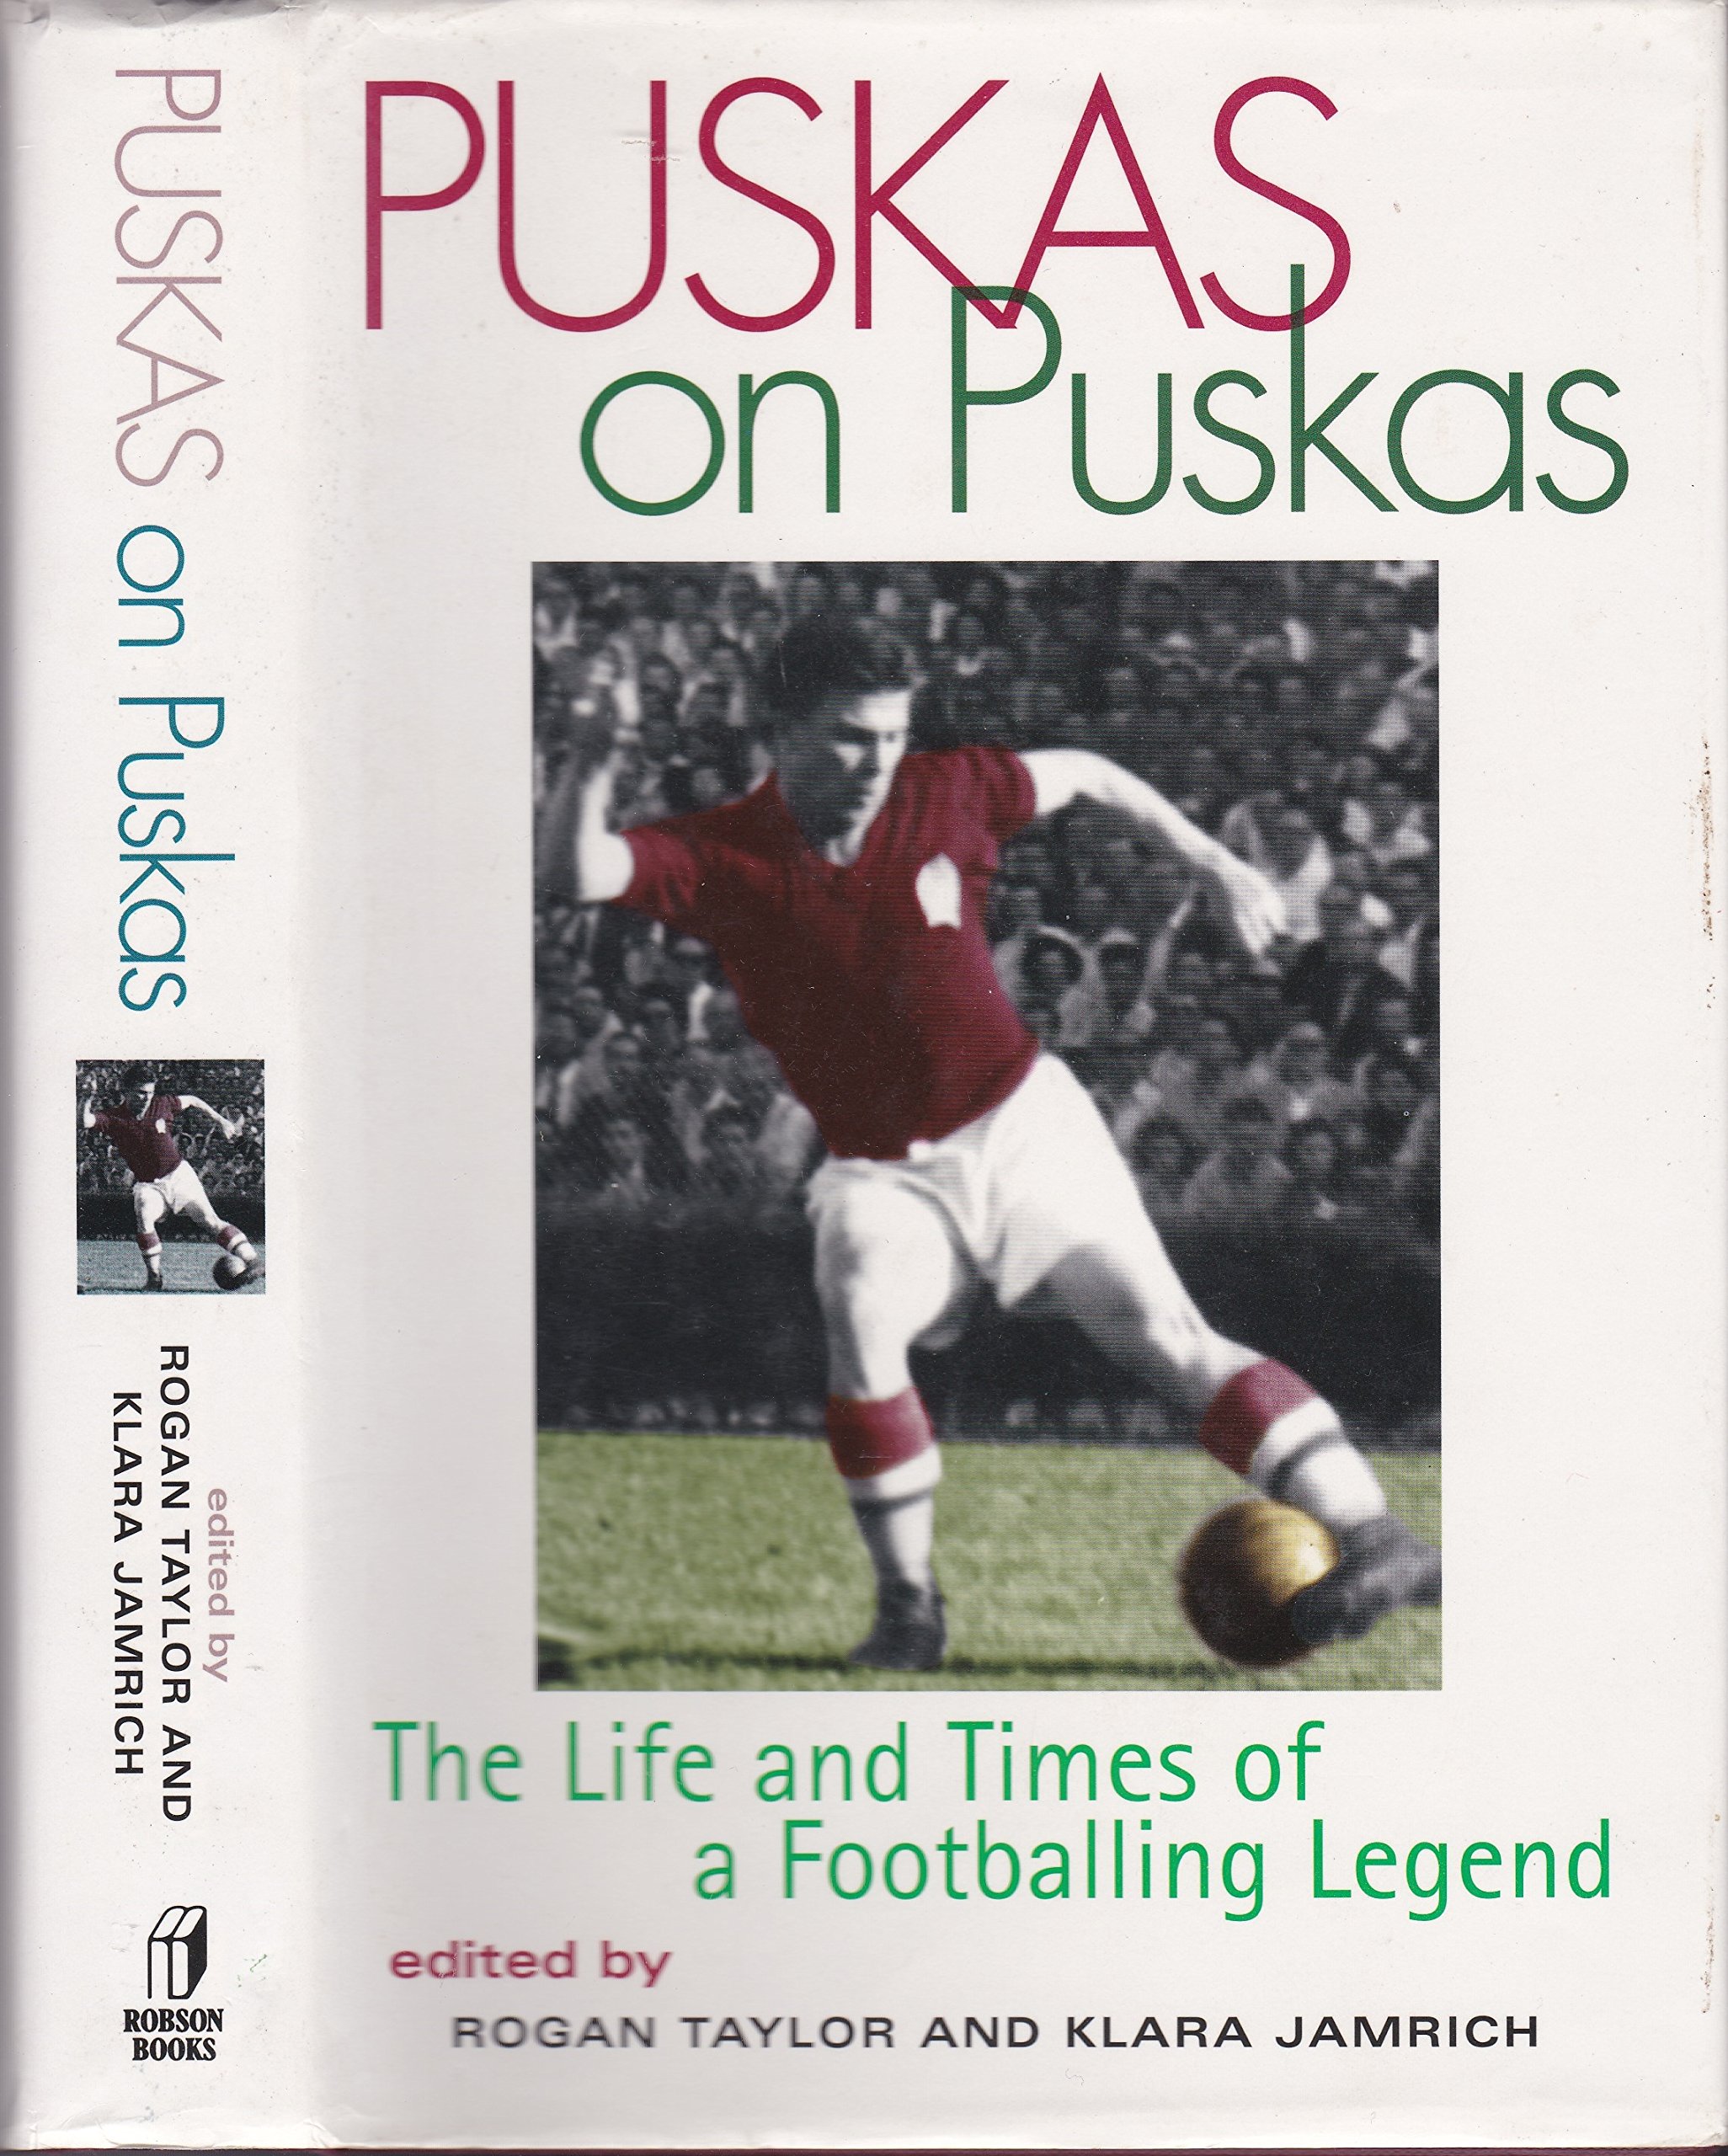 PUSKAS on Puskas
edited by
ROGAN TAYLOR AND
KLARA JAMRICH
ROBSON
BOOKS
PUSKAS
on Puskas
The Life and Times of
a Footballing Legend
edited by
ROGAN TAYLOR AND KLARA JAMRICH